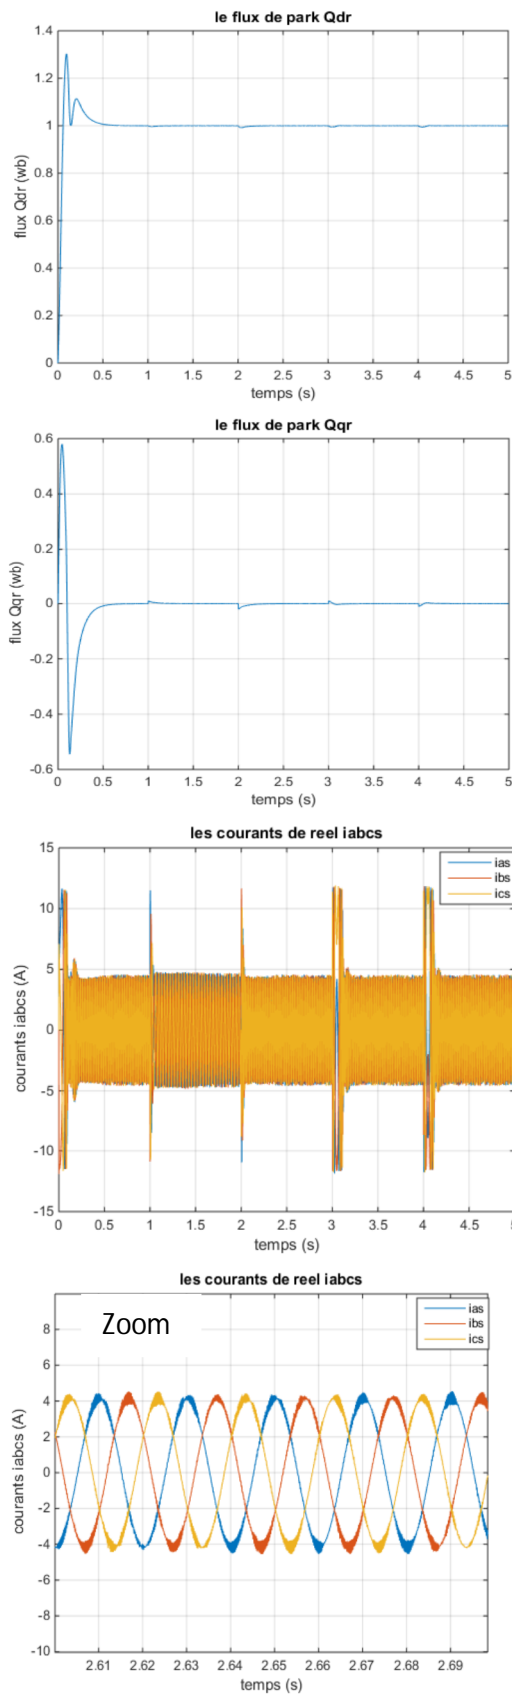 le flux de park Qdr
1.4
1.2
1
0.8
0.6
0.4
0.2
0
flux Qdr (wb)
0 0.5 1 1.5 2 2.5 3 3.5 4 4.5 5
temps (s)
le flux de park Qqr
0.6
0.4
0.2
0
-0.2
-0.4
-0.6
flux Qqr (wb)
0 0.5 1 1.5 2 2.5 3 3.5 4 4.5 5
temps (s)
les courants de reel iabcs
ias
ibs
ics
15
10
5
0
-5
-10
-15
courants iabcs (A)
0 0.5 1 1.5 2 2.5 3 3.5 4 4.5 5
temps (s)
les courants de reel iabcs
Zoom
ias
ibs
ics
8
6
4
2
0
-2
-4
-6
-8
-10
courants iabcs (A)
2.61 2.62 2.63 2.64 2.65 2.66 2.67 2.68 2.69
temps (s)